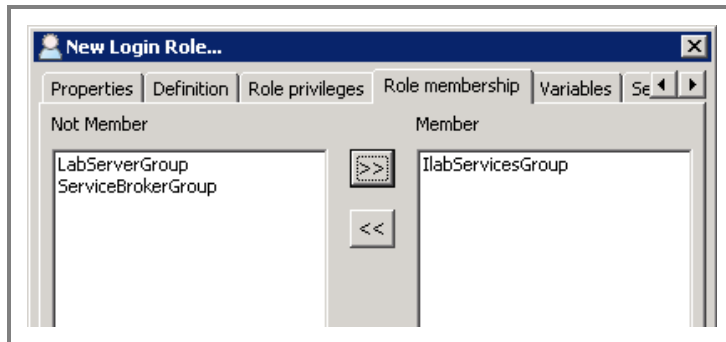 New Login Role...
Properties Definition Role privileges Role membership Variables Se
Not Member Member
LabServerGroup >> IlabServicesGroup
ServiceBrokerGroup
<<